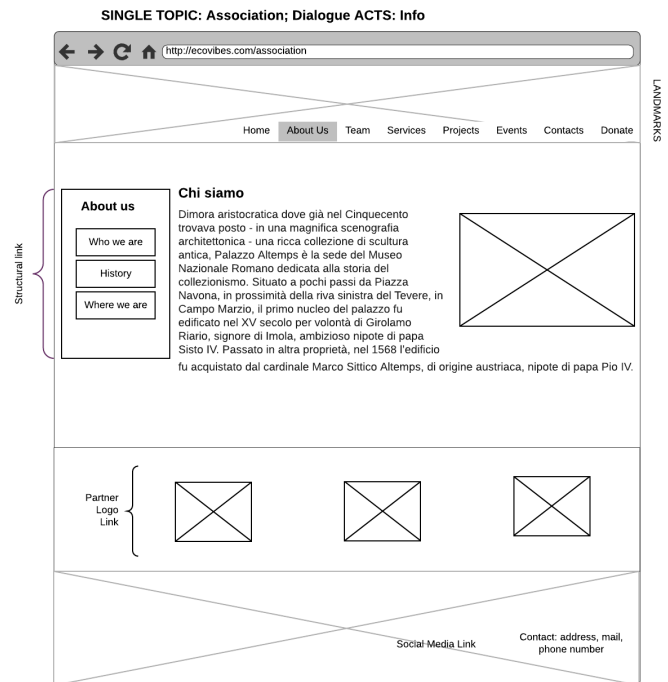 SINGLE TOPIC: Association; Dialogue ACTS: Info
http://ecovibes.com/association
LANDMARKS
Home About Us Team Services Projects Events Contacts Donate
Structural link
About us
Who we are
History
Where we are
Chi siamo
Dimora aristocratica dove già nel Cinquecento
trovava posto - in una magnifica scenografia
architettonica - una ricca collezione di scultura
antica, Palazzo Altemps è la sede del Museo
Nazionale Romano dedicata alla storia del
collezionismo. Situato a pochi passi da Piazza
Navona, in prossimità della riva sinistra del Tevere, in
Campo Marzio, il primo nucleo del palazzo fu
edificato nel XV secolo per volontà di Girolamo
Riario, signore di Imola, ambizioso nipote di papa
Sisto IV. Passato in altra proprietà, nel 1568 l'edificio
fu acquistato dal cardinale Marco Sittico Altemps, di origine austriaca, nipote di papa Pio IV.
Partner
Logo
Link
Social Media Link
Contact: address, mail,
phone number